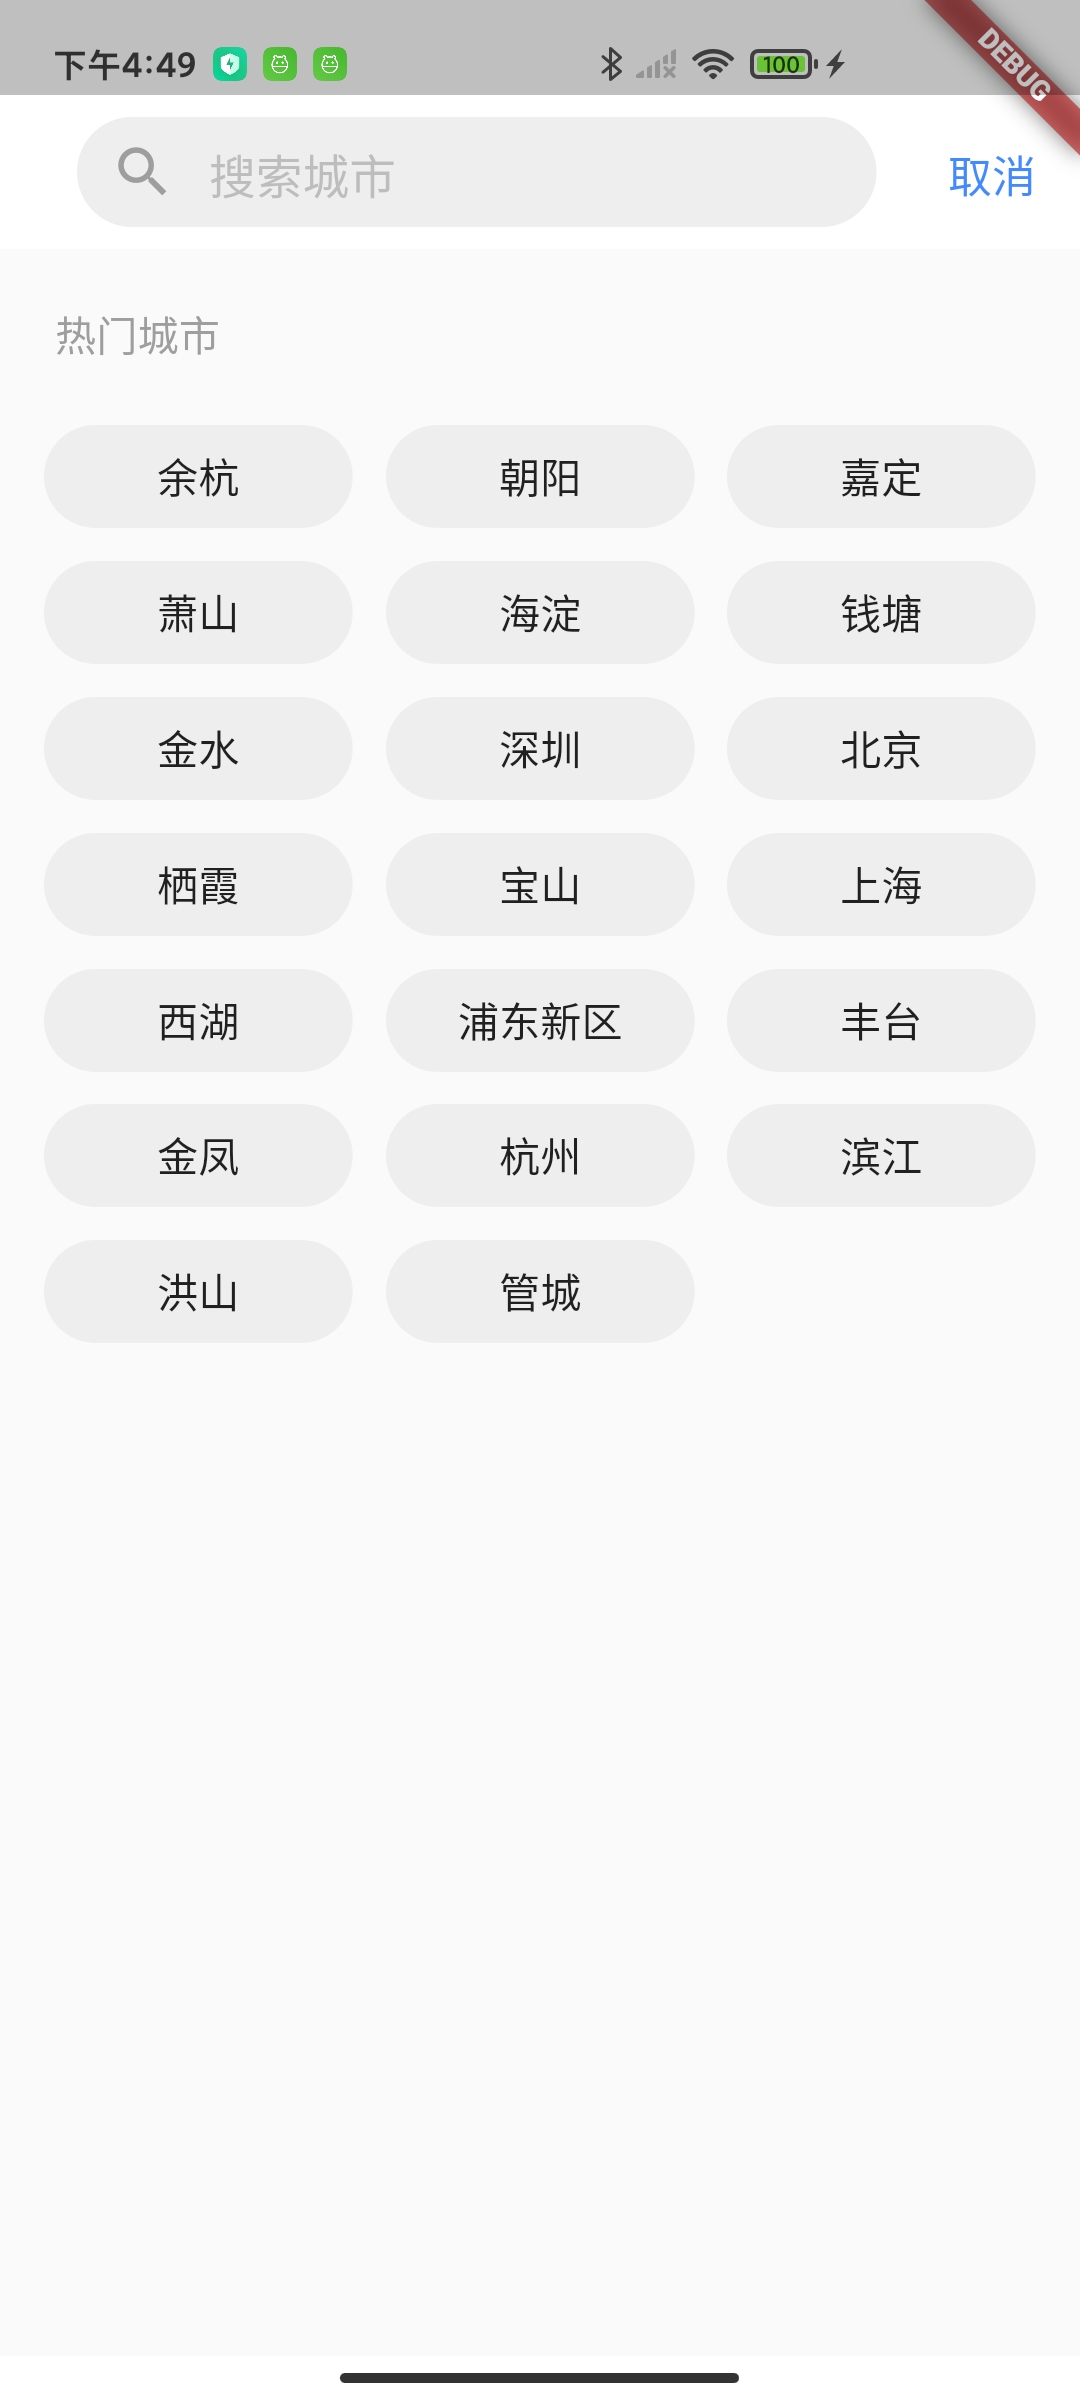 下午4:49 100 DEBUG
搜索城市 取消
热门城市
余杭 朝阳 嘉定
萧山 海淀 钱塘
金水 深圳 北京
栖霞 宝山 上海
西湖 浦东新区 丰台
金凤 杭州 滨江
洪山 管城